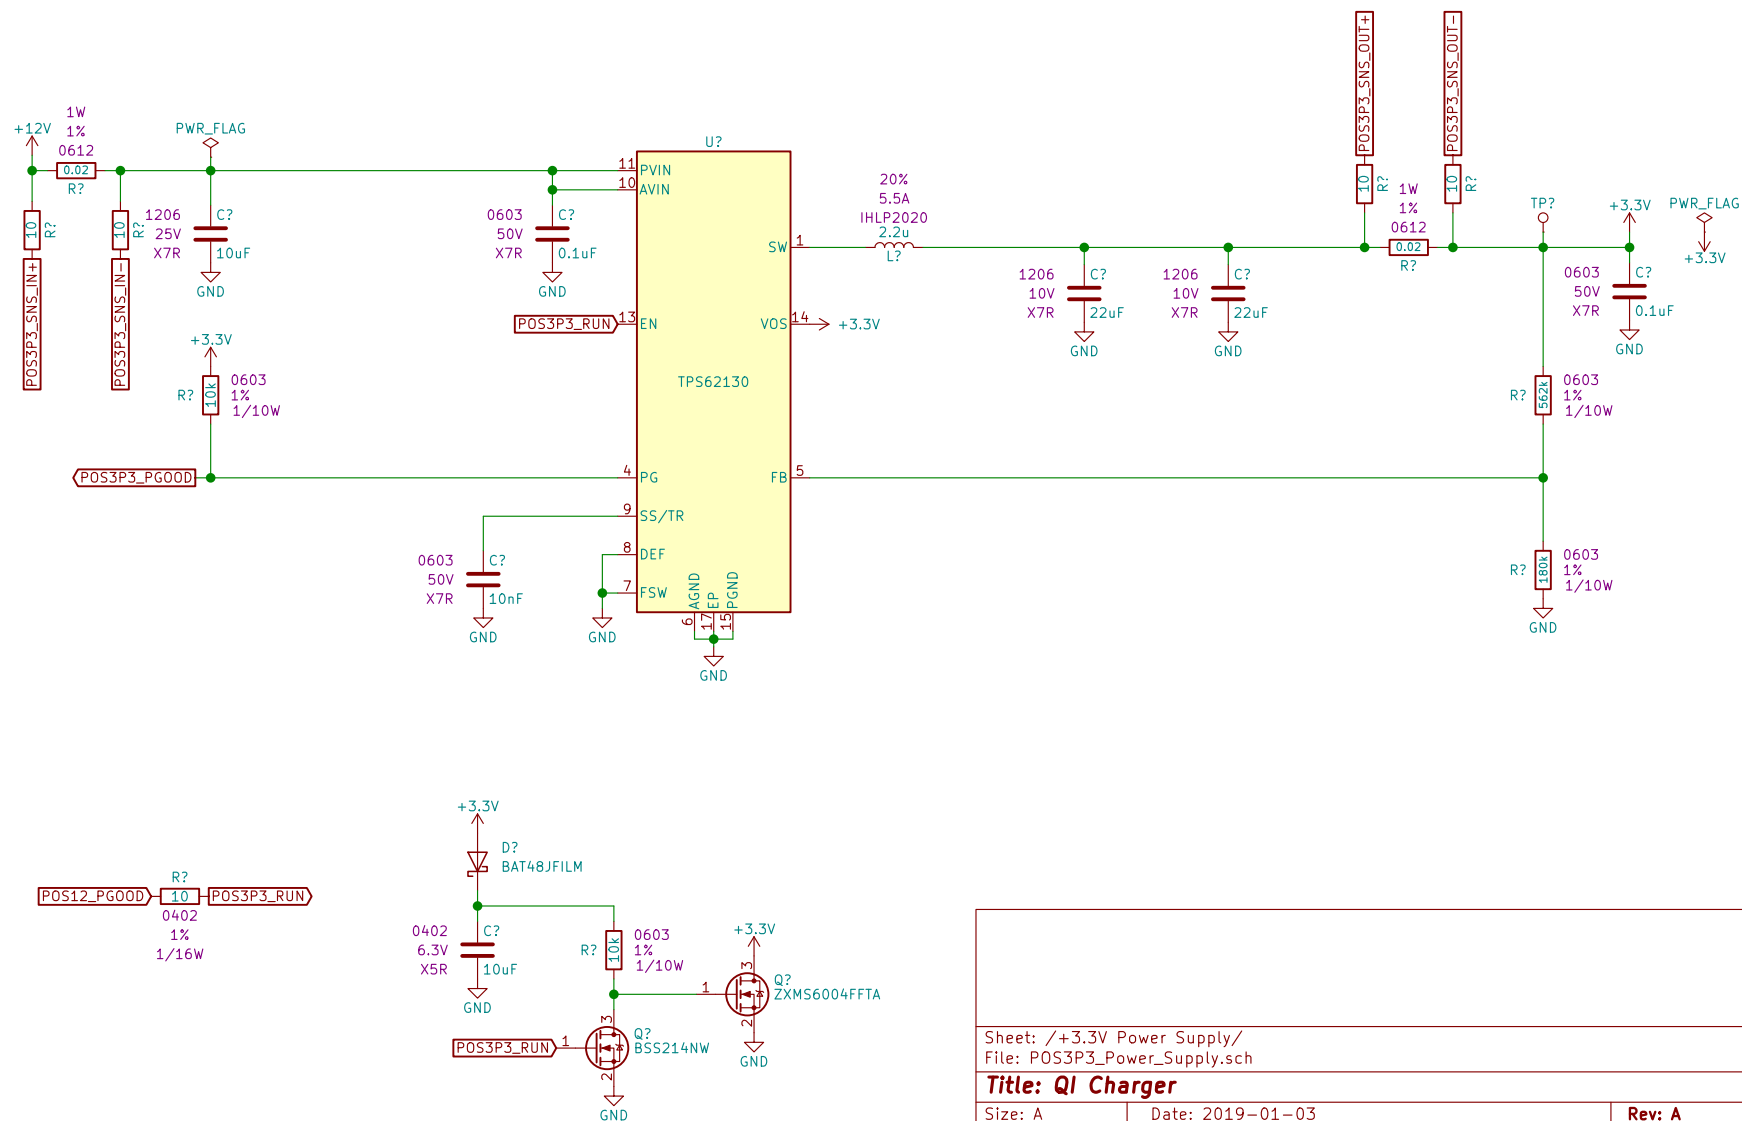 POS3P3_SNS_OUT+
POS3P3_SNS_OUT-
10
R?
10
R?
+12V
1W
1%
0612
0.02
R?
PWR_FLAG
10
R?
10
R?
POS3P3_SNS_IN+
POS3P3_SNS_IN-
1206
25V
X7R
C?
10uF
GND
0603
50V
X7R
C?
0.1uF
GND
U?
11
PVIN
10
AVIN
SW
1
POS3P3_RUN
13
EN
VOS
14
+3.3V
TPS62130
20%
5.5A
IHLP2020
2.2u
L?
1206
10V
X7R
C?
22uF
GND
1206
10V
X7R
C?
22uF
GND
1W
1%
0612
0.02
R?
TP?
+3.3V
PWR_FLAG
+3.3V
0603
50V
X7R
C?
0.1uF
GND
+3.3V
R?
10k
0603
1%
1/10W
POS3P3_PGOOD
4
PG
FB
5
R?
562k
0603
1%
1/10W
9
SS/TR
8
DEF
7
FSW
0603
50V
X7R
C?
10nF
GND
GND
AGND
EP
PGND
6
17
15
GND
R?
180k
0603
1%
1/10W
GND
R?
POS12_PGOOD
10
POS3P3_RUN
0402
1%
1/16W
+3.3V
D?
BAT48JFILM
0402
6.3V
X5R
C?
10uF
GND
R?
10k
0603
1%
1/10W
+3.3V
3
1
2
Q?
ZXMS6004FFTA
GND
POS3P3_RUN
1
3
2
Q?
BSS214NW
GND
Sheet: /+3.3V Power Supply/
File: POS3P3_Power_Supply.sch
Title: QI Charger
Size: A
Date: 2019-01-03
Rev: A